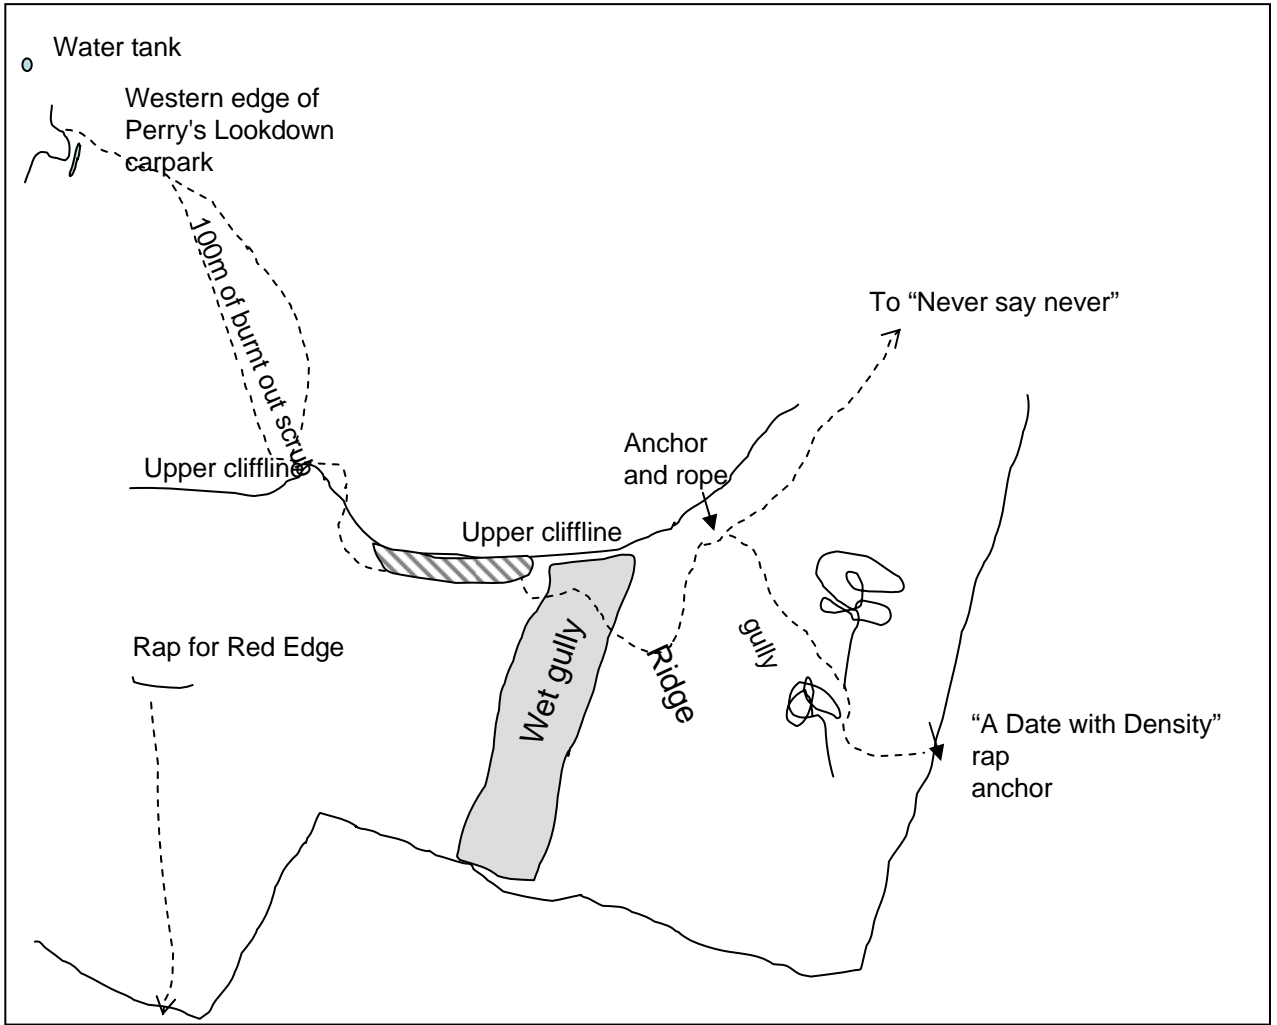 Water tank
Western edge of
Perry's Lookdown
carpark
100m of burnt out scrub
To “Never say never”
Anchor
and rope
Upper cliffline
Upper cliffline
Rap for Red Edge
Wet gully
Ridge
gully
“A Date with Density”
rap
anchor